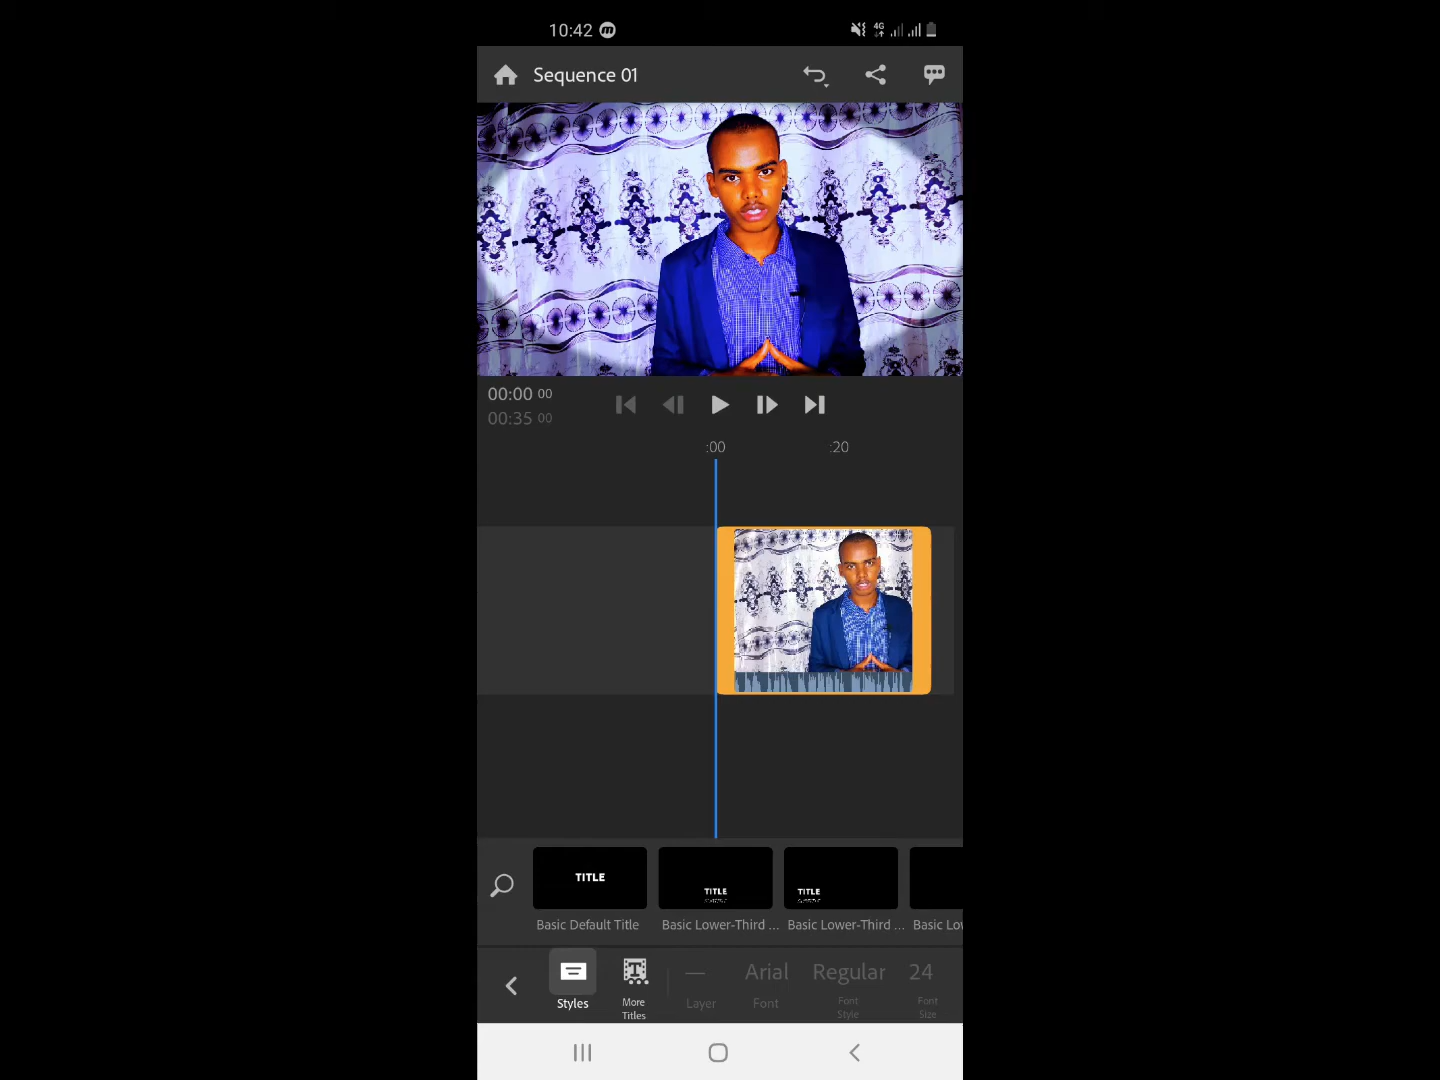 10:42
4G
Sequence 01
00:00 00
00:35 00
:00
:20
TITLE
TITLE
TITLE
Basic Default Title
Basic Lower-Third ...
Basic Lower-Third ...
Basic Lo
Styles
More
Titles
—
Layer
Arial
Font
Regular
Font
Style
24
Font
Size